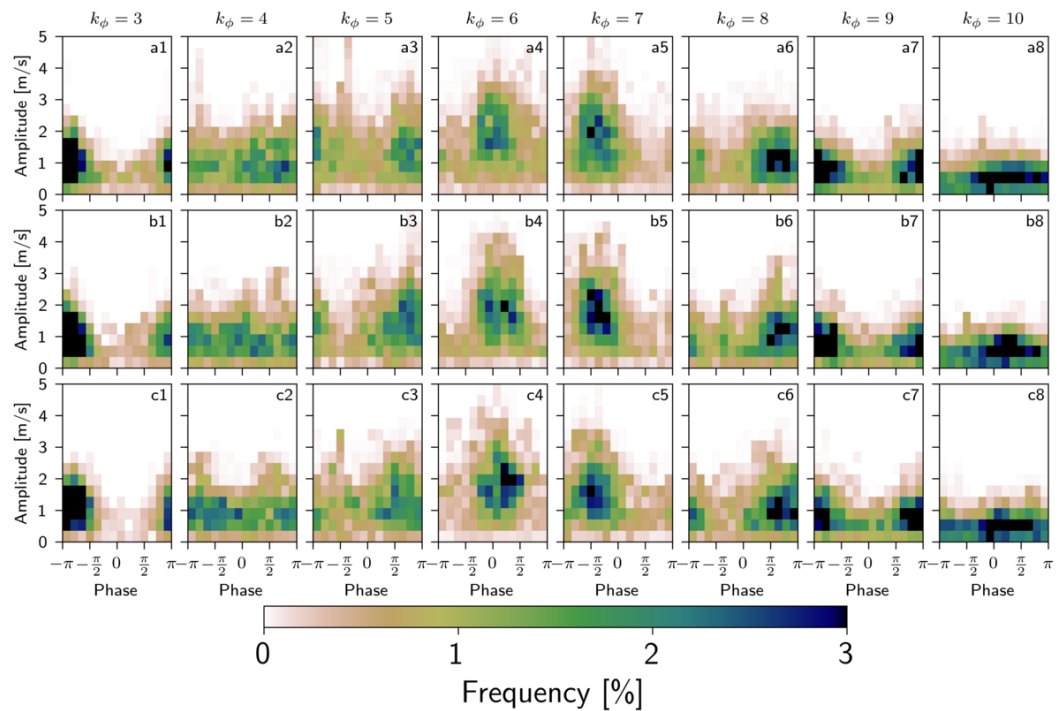 k_ϕ = 3 k_ϕ = 4 k_ϕ = 5 k_ϕ = 6 k_ϕ = 7 k_ϕ = 8 k_ϕ = 9 k_ϕ = 10
5
4
3
2
1
0
Amplitude [m/s]
a1 a2 a3 a4 a5 a6 a7 a8
5
4
3
2
1
0
Amplitude [m/s]
b1 b2 b3 b4 b5 b6 b7 b8
5
4
3
2
1
0
Amplitude [m/s]
c1 c2 c3 c4 c5 c6 c7 c8
−π −π/2 0 π/2 π −π −π/2 0 π/2 π −π −π/2 0 π/2 π −π −π/2 0 π/2 π −π −π/2 0 π/2 π −π −π/2 0 π/2 π −π −π/2 0 π/2 π −π −π/2 0 π/2 π
Phase Phase Phase Phase Phase Phase Phase Phase
0 1 2 3
Frequency [%]